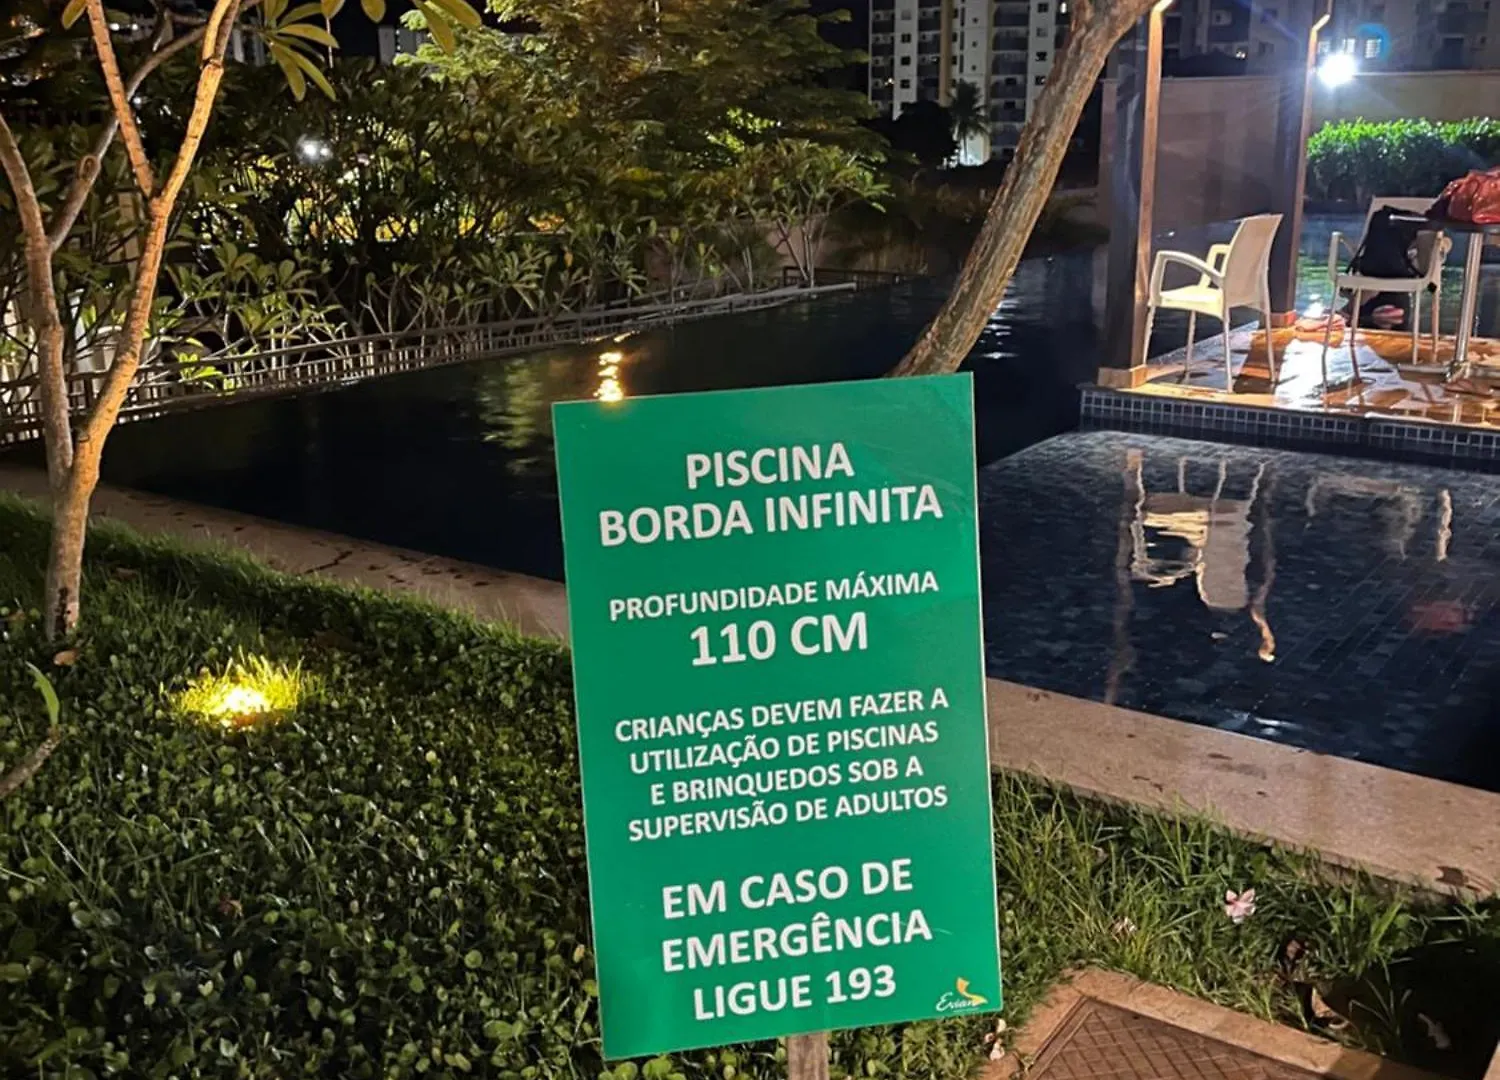 PISCINA
BORDA INFINITA
PROFUNDIDADE MÁXIMA
110 CM
CRIANÇAS DEVEM FAZER A
UTILIZAÇÃO DE PISCINAS
E BRINQUEDOS SOB A
SUPERVISÃO DE ADULTOS
EM CASO DE
EMERGÊNCIA
LIGUE 193
Evian